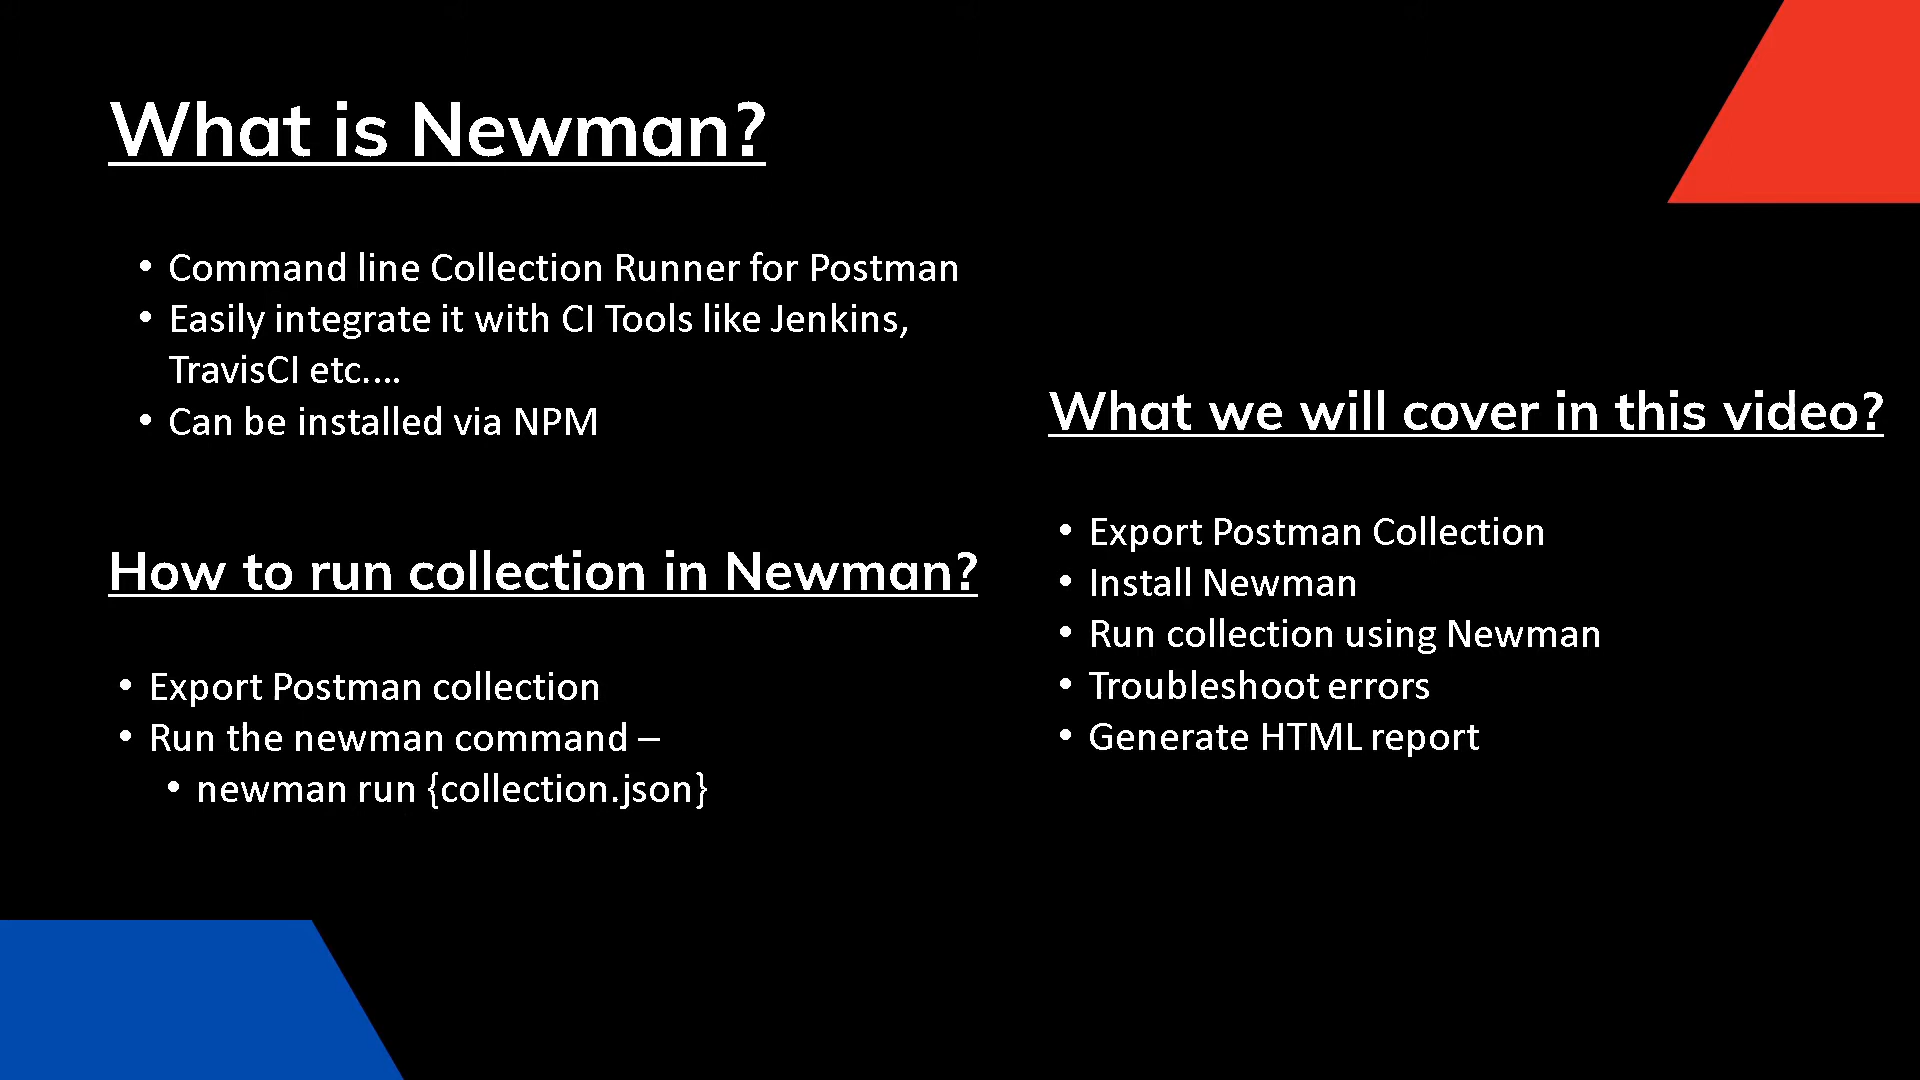 What is Newman?
• Command line Collection Runner for Postman
• Easily integrate it with CI Tools like Jenkins,
TravisCI etc....
• Can be installed via NPM
How to run collection in Newman?
• Export Postman collection
• Run the newman command –
• newman run {collection.json}
What we will cover in this video?
• Export Postman Collection
• Install Newman
• Run collection using Newman
• Troubleshoot errors
• Generate HTML report